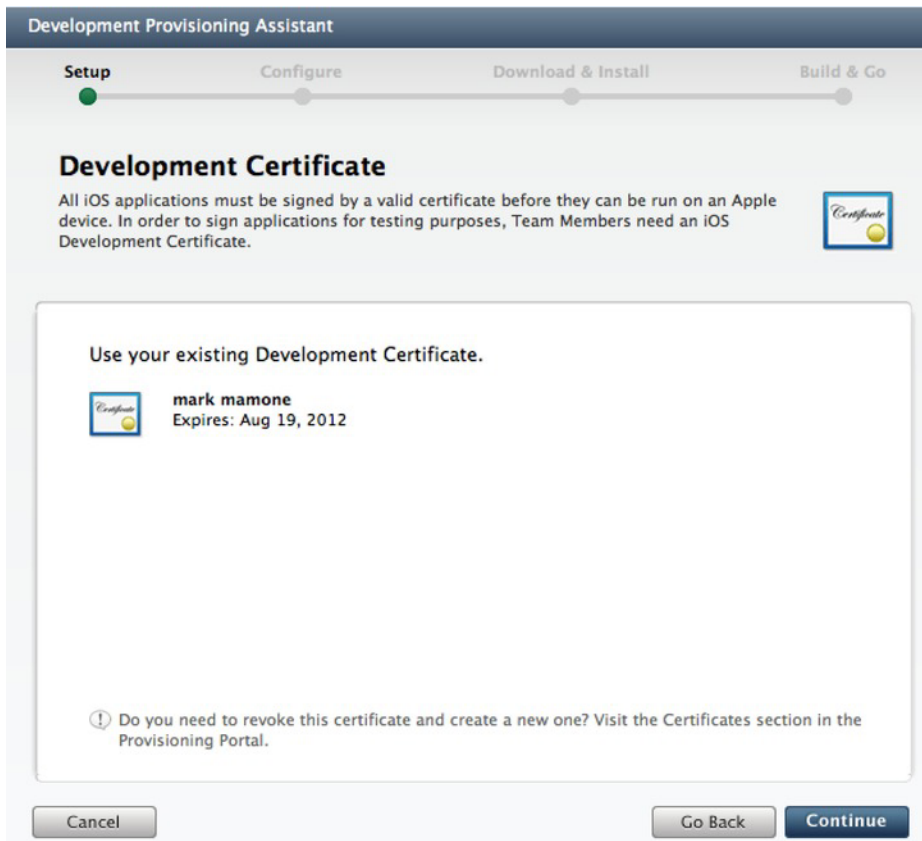 Development Provisioning Assistant
Setup Configure Download & Install Build & Go
Development Certificate
All iOS applications must be signed by a valid certificate before they can be run on an Apple
device. In order to sign applications for testing purposes, Team Members need an iOS
Development Certificate.
Certificate
Use your existing Development Certificate.
Certificate
mark mamone
Expires: Aug 19, 2012
Do you need to revoke this certificate and create a new one? Visit the Certificates section in the
Provisioning Portal.
Cancel Go Back Continue